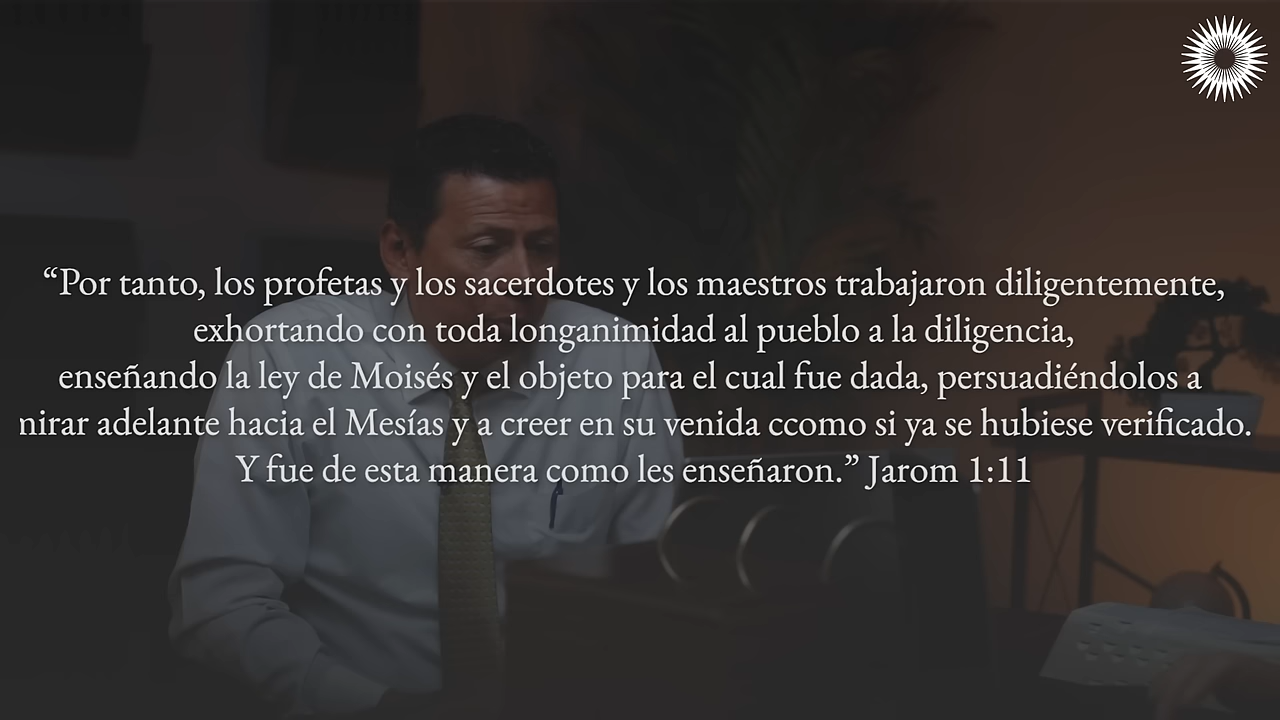 “Por tanto, los profetas y los sacerdotes y los maestros trabajaron diligentemente,
exhortando con toda longanimidad al pueblo a la diligencia,
enseñando la ley de Moisés y el objeto para el cual fue dada, persuadiéndolos a
nirar adelante hacia el Mesías y a creer en su venida ccomo si ya se hubiese verificado.
Y fue de esta manera como les enseñaron.” Jarom 1:11